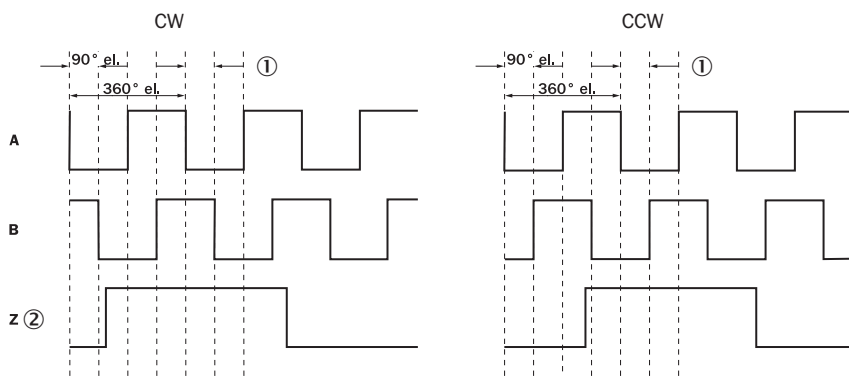 CW CCW
90° el. ① 90° el. ①
360° el. 360° el.
A
B
Z ②